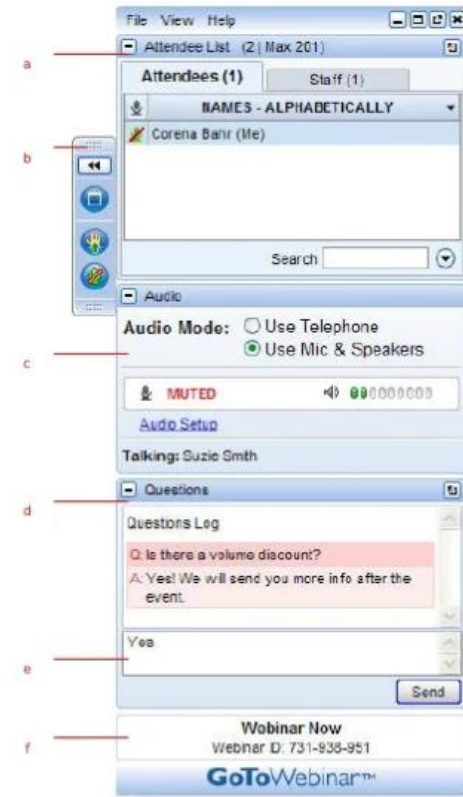 File View Help
a
Attendee List (2 | Max 201)
Attendees (1)
Staff (1)
NAMES - ALPHABETICALLY
b
Corena Bahr (Me)
Search
Audio
Audio Mode:
Use Telephone
c
Use Mic & Speakers
MUTED
Audio Setup
Talking: Suzie Smith
d
Questions
Questions Log
Q: Is there a volume discount?
A: Yes! We will send you more info after the
event.
e
Yes
Send
f
Webinar Now
Webinar ID: 731-938-951
GoToWebinar™